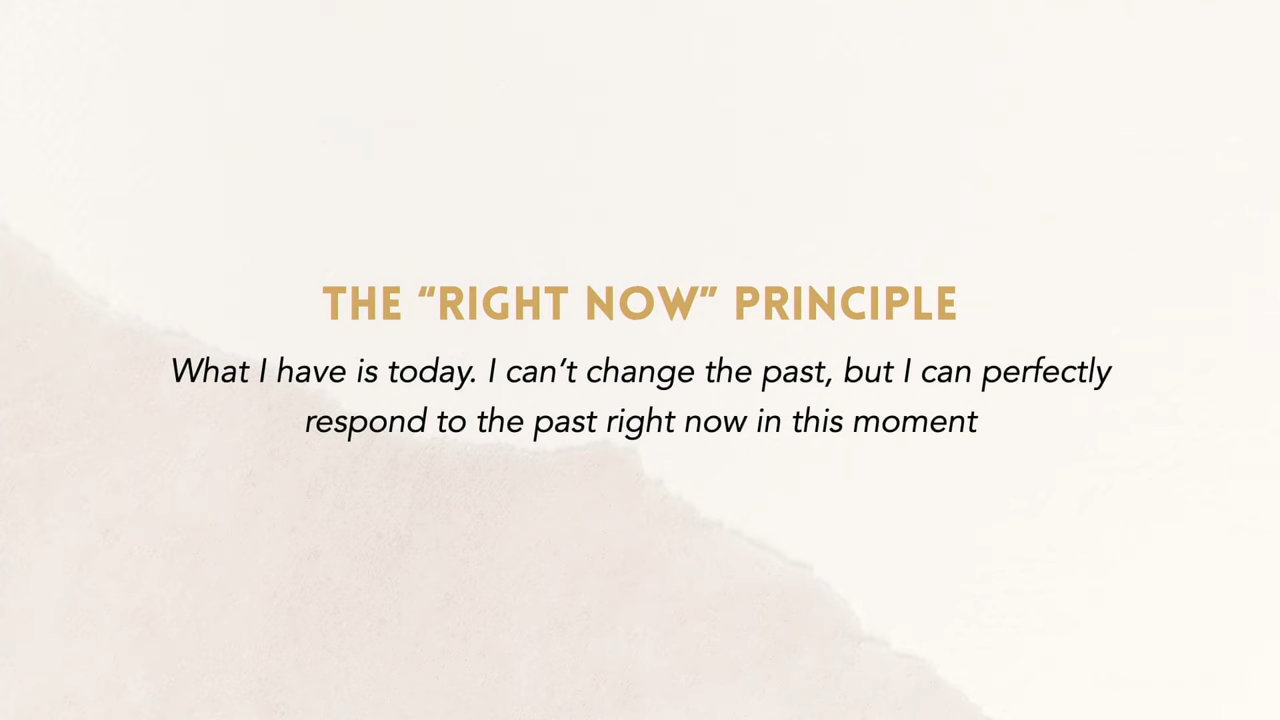 THE “RIGHT NOW” PRINCIPLE
What I have is today. I can’t change the past, but I can perfectly
respond to the past right now in this moment